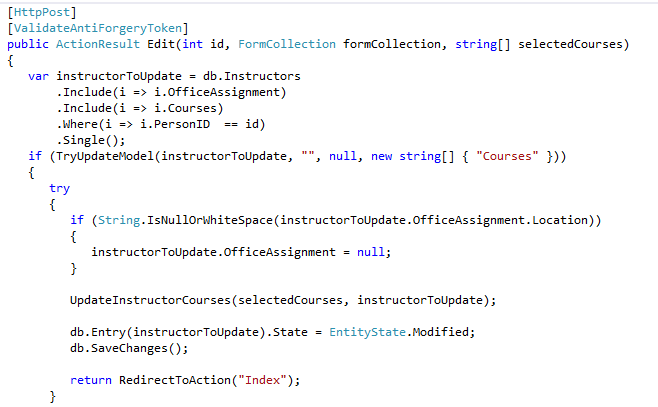 [HttpPost]
[ValidateAntiForgeryToken]
public ActionResult Edit(int id, FormCollection formCollection, string[] selectedCourses)
{
   var instructorToUpdate = db.Instructors
       .Include(i => i.OfficeAssignment)
       .Include(i => i.Courses)
       .Where(i => i.PersonID  == id)
       .Single();
   if (TryUpdateModel(instructorToUpdate, "", null, new string[] { "Courses" }))
   {
      try
      {
         if (String.IsNullOrWhiteSpace(instructorToUpdate.OfficeAssignment.Location))
         {
            instructorToUpdate.OfficeAssignment = null;
         }

         UpdateInstructorCourses(selectedCourses, instructorToUpdate);

         db.Entry(instructorToUpdate).State = EntityState.Modified;
         db.SaveChanges();

         return RedirectToAction("Index");
      }